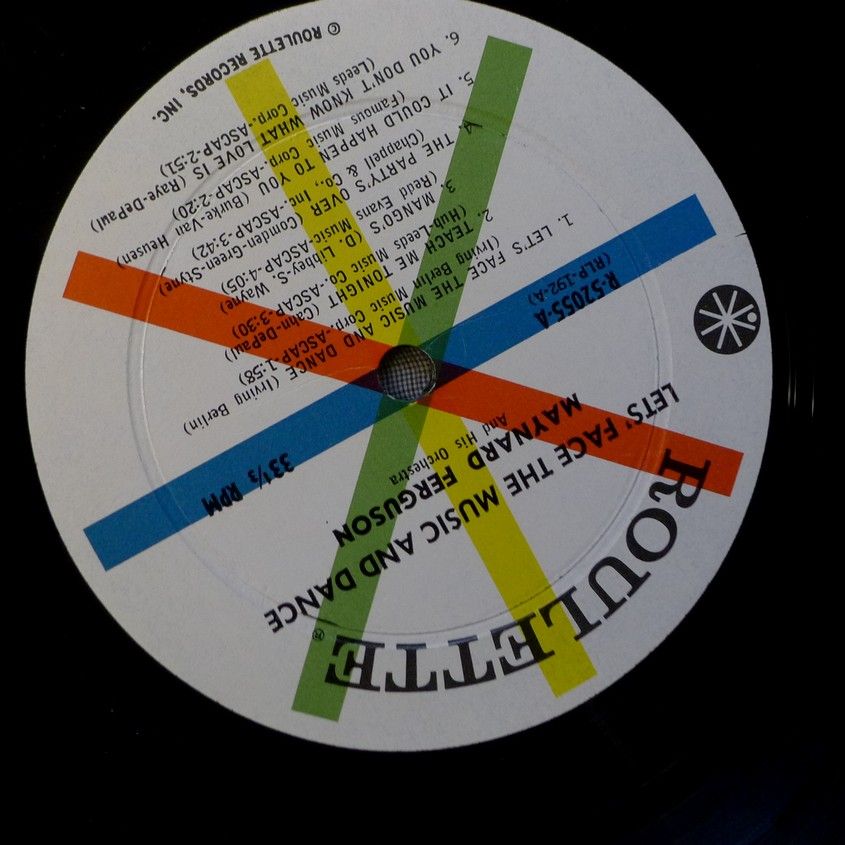 ROULETTE®
LETS' FACE THE MUSIC AND DANCE
MAYNARD FERGUSON
And His Orchestra
R-52055-A
(RLP-192-A)
33⅓ RPM
1. LET'S FACE THE MUSIC AND DANCE (Irving Berlin)
(Irving Berlin Music Corp.-ASCAP-1:58)
2. TEACH ME TONIGHT (Cahn-DePaul)
(Hub-Leeds Music Co.-ASCAP-3:30)
3. MANGO'S (D. Libbey-S. Wayne)
(Redd Evans Music-ASCAP-4:05)
4. THE PARTY'S OVER (Comden-Green-Styne)
(Chappell & Co., Inc.-ASCAP-3:42)
5. IT COULD HAPPEN TO YOU (Burke-Van Heusen)
(Famous Music Corp.-ASCAP-2:20)
6. YOU DON'T KNOW WHAT LOVE IS (Raye-DePaul)
(Leeds Music Corp.-ASCAP-2:51)
© ROULETTE RECORDS, INC.